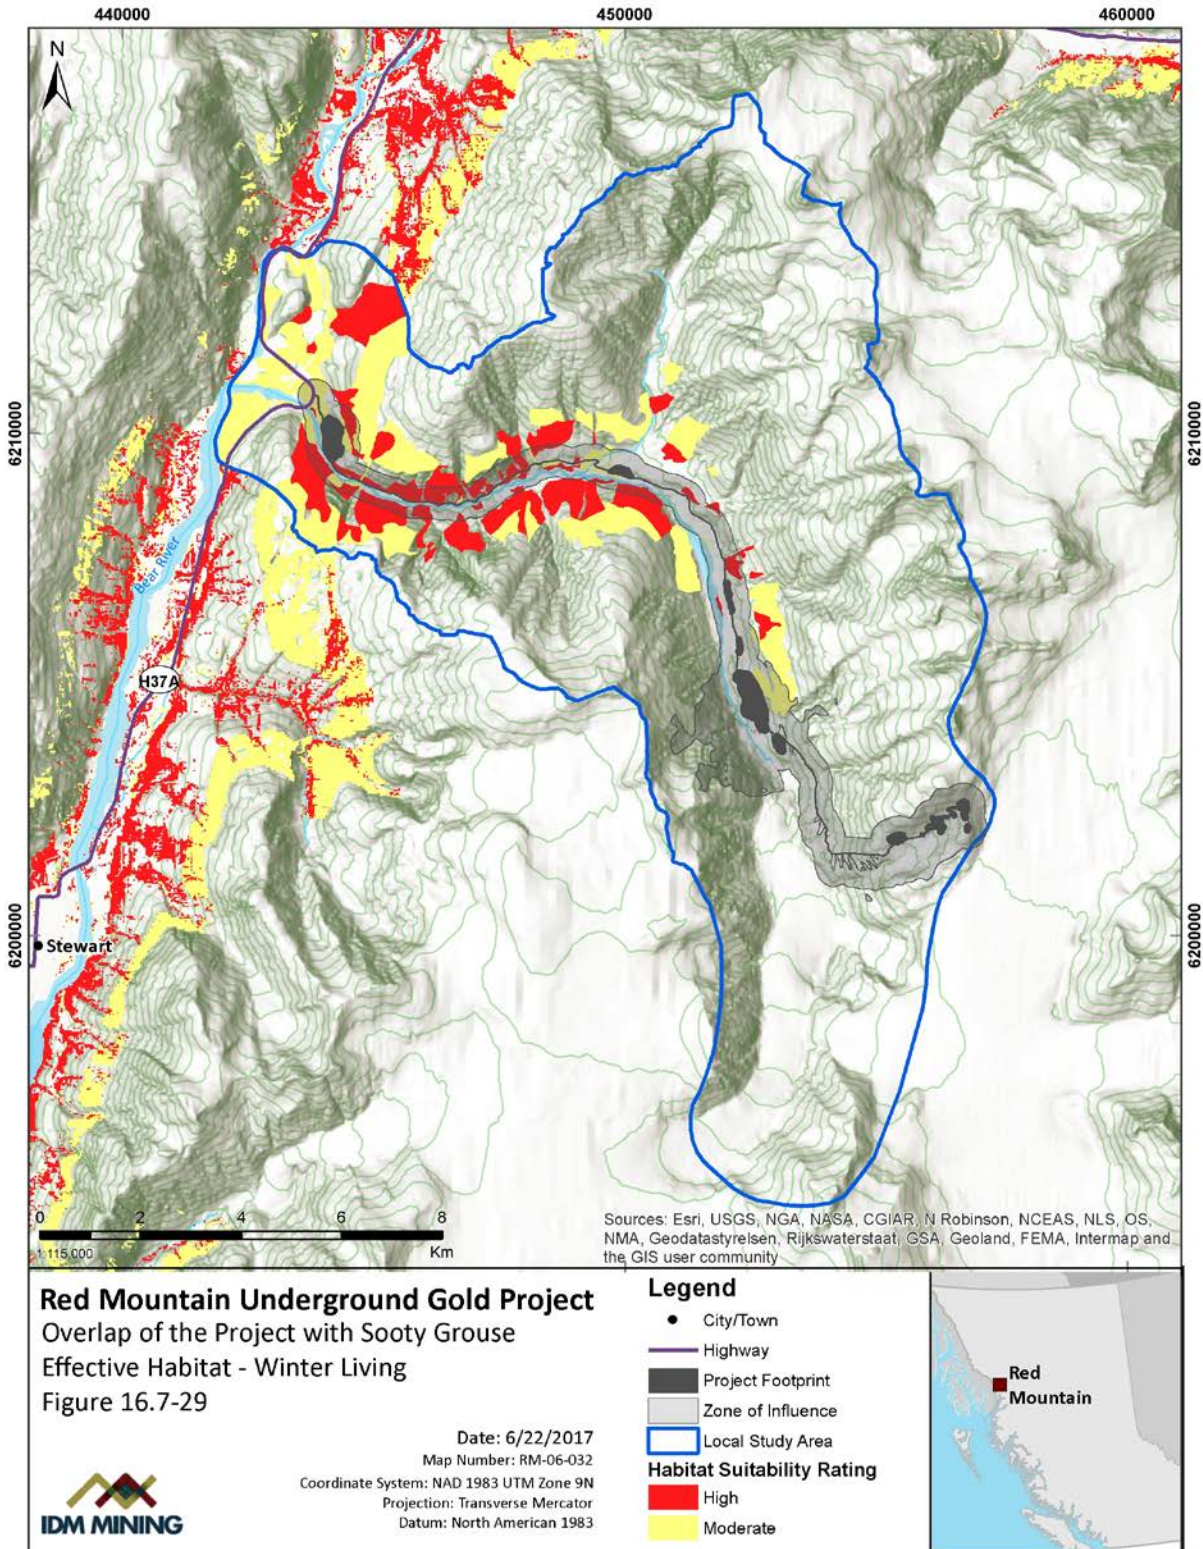 440000
450000
460000
N
6210000
6210000
Bear River
H37A
6200000
6200000
Stewart
0 2 4 6 8
1:115,000
Km
Sources: Esri, USGS, NGA, NASA, CGIAR, N Robinson, NCEAS, NLS, OS,
NMA, Geodatastyrelsen, Rijkswaterstaat, GSA, Geoland, FEMA, Intermap and
the GIS user community
Red Mountain Underground Gold Project
Overlap of the Project with Sooty Grouse
Effective Habitat - Winter Living
Figure 16.7-29
Date: 6/22/2017
Map Number: RM-06-032
Coordinate System: NAD 1983 UTM Zone 9N
Projection: Transverse Mercator
Datum: North American 1983
IDM MINING
Legend
City/Town
Highway
Project Footprint
Zone of Influence
Local Study Area
Habitat Suitability Rating
High
Moderate
Red
Mountain